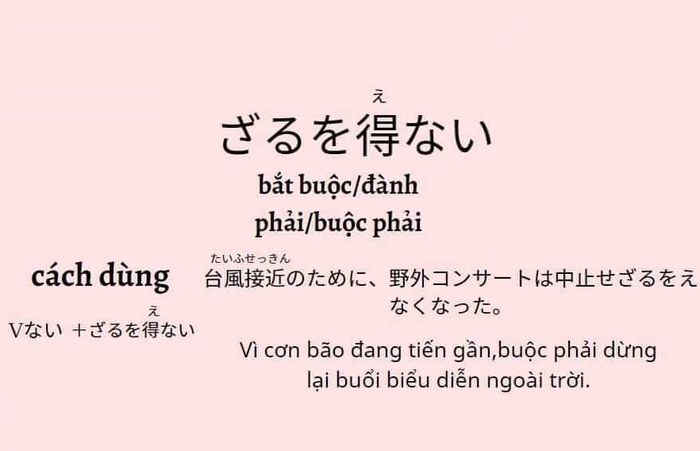 え
ざるを得ない
bắt buộc/đành
phải/buộc phải
cách dùng
え
Vない ＋ざるを得ない
たいふせっきん
台風接近のために、野外コンサートは中止せざるをえ
なくなった。
Vì cơn bão đang tiến gần,buộc phải dừng
lại buổi biểu diễn ngoài trời.